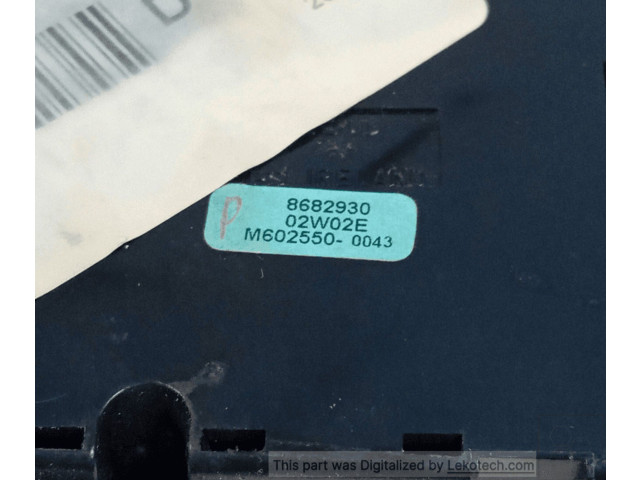 P
8682930
02W02E
M602550- 0043
This part was Digitalized by Lekotech.com